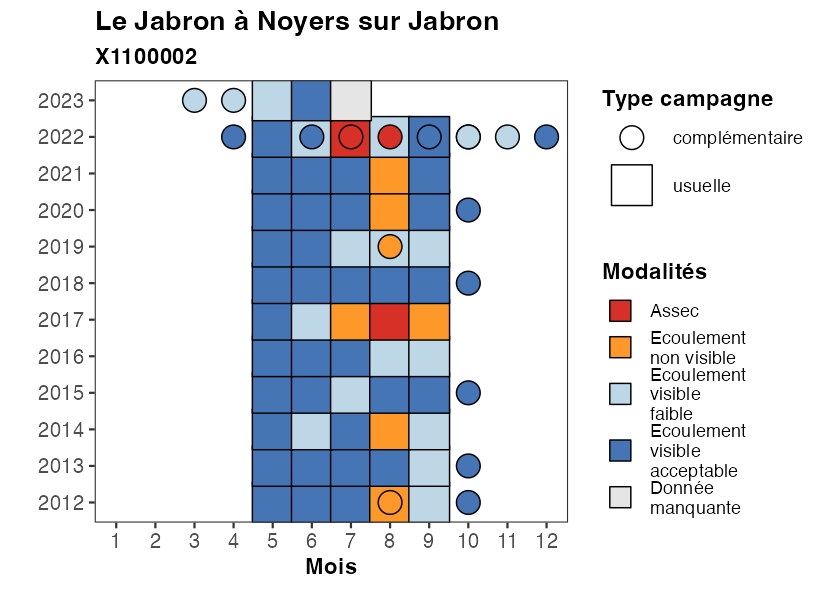 Le Jabron à Noyers sur Jabron
X1100002
2023
2022
2021
2020
2019
2018
2017
2016
2015
2014
2013
2012
1 2 3 4 5 6 7 8 9 10 11 12
Mois
Type campagne
complémentaire
usuelle
Modalités
Assec
Ecoulement
non visible
Ecoulement
visible
faible
Ecoulement
visible
acceptable
Donnée
manquante